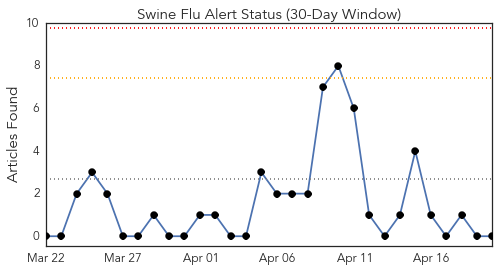 Swine Flu Alert Status (30-Day Window)
10
8
6
4
2
0
Articles Found
Mar 22
Mar 27
Apr 01
Apr 06
Apr 11
Apr 16